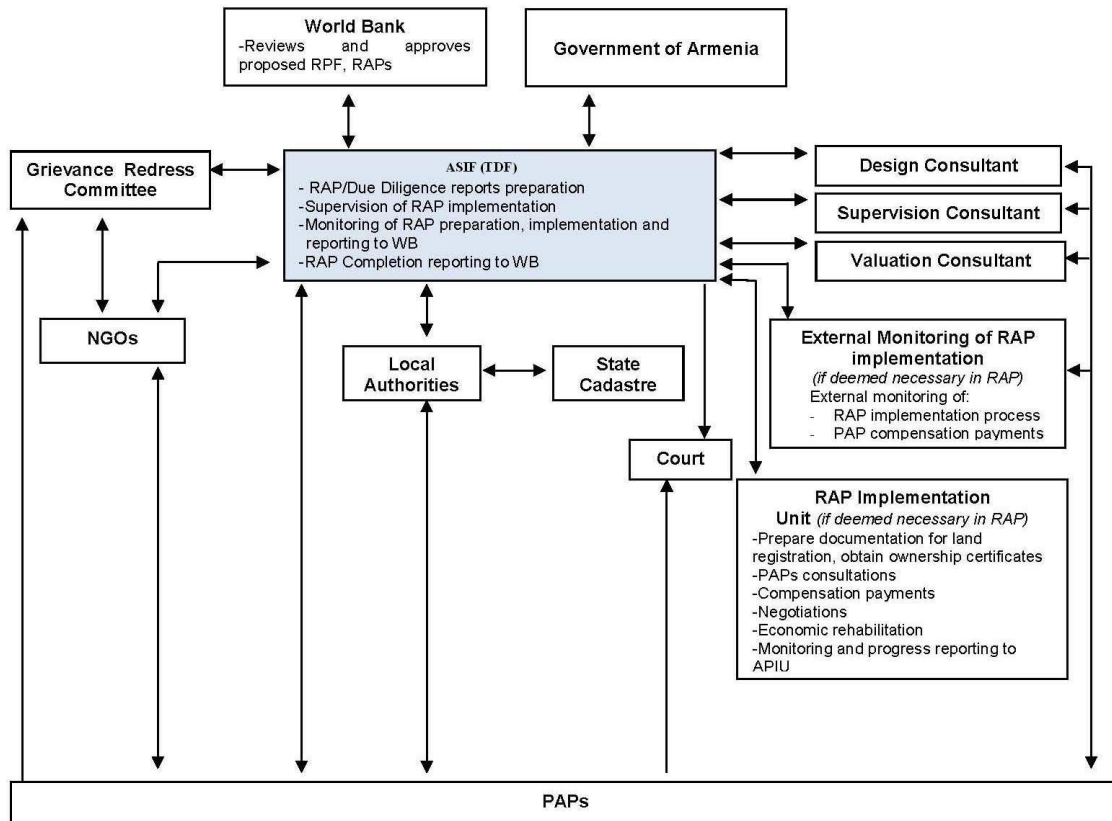 World Bank
-Reviews and approves
proposed RPF, RAPs
Government of Armenia
Grievance Redress
Committee
ASIF (TDF)
- RAP/Due Diligence reports preparation
-Supervision of RAP implementation
-Monitoring of RAP preparation, implementation and
reporting to WB
-RAP Completion reporting to WB
Design Consultant
Supervision Consultant
Valuation Consultant
NGOs
Local
Authorities
State
Cadastre
External Monitoring of RAP
implementation
(if deemed necessary in RAP)
External monitoring of:
- RAP implementation process
- PAP compensation payments
Court
RAP Implementation
Unit (if deemed necessary in RAP)
-Prepare documentation for land
registration, obtain ownership certificates
-PAPs consultations
-Compensation payments
-Negotiations
-Economic rehabilitation
-Monitoring and progress reporting to
APIU
PAPs